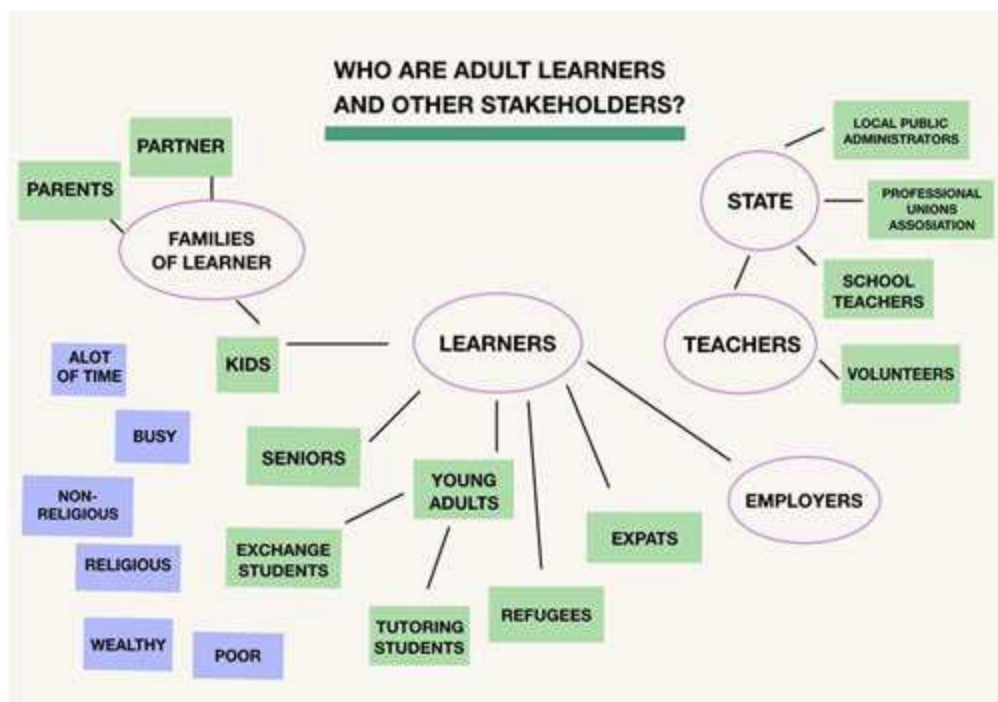 WHO ARE ADULT LEARNERS
AND OTHER STAKEHOLDERS?
PARTNER
PARENTS
FAMILIES
OF LEARNER
KIDS
LOCAL PUBLIC
ADMINISTRATORS
STATE
PROFESSIONAL
UNIONS
ASSOSIATION
SCHOOL
TEACHERS
TEACHERS
VOLUNTEERS
LEARNERS
ALOT
OF TIME
BUSY
NON-
RELIGIOUS
RELIGIOUS
WEALTHY
POOR
SENIORS
YOUNG
ADULTS
EXCHANGE
STUDENTS
TUTORING
STUDENTS
REFUGEES
EXPATS
EMPLOYERS